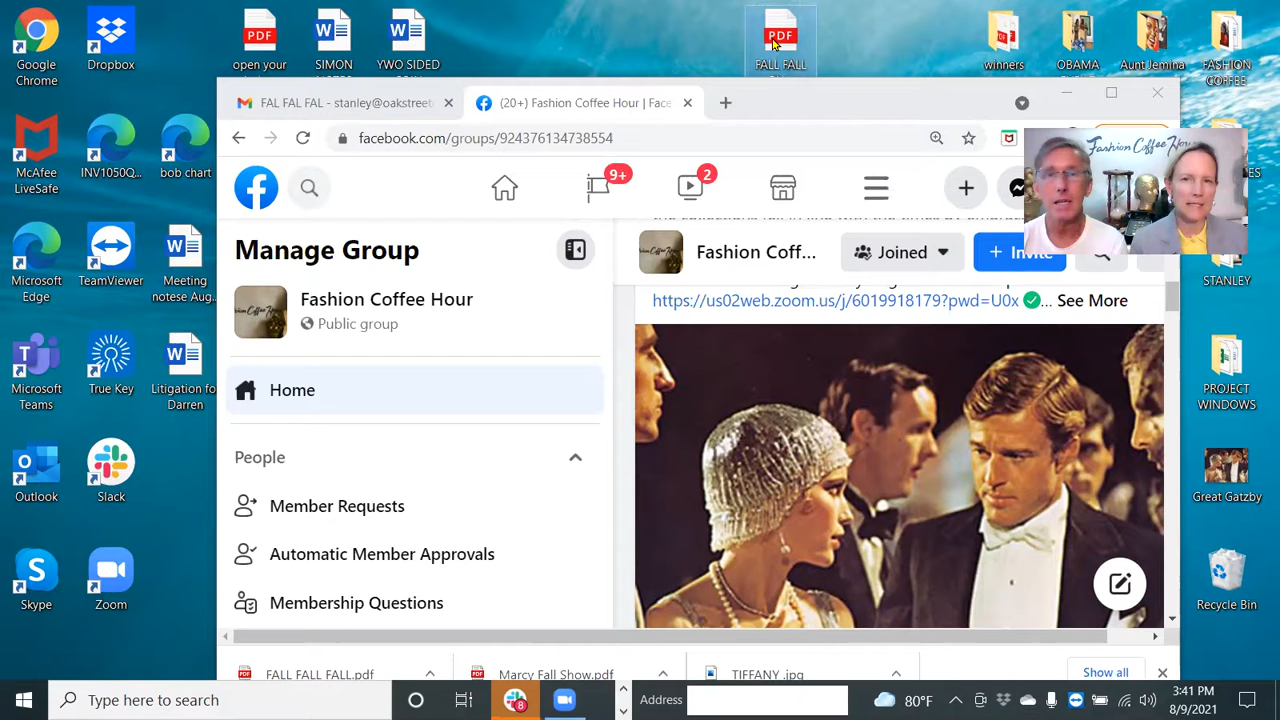 Google
Chrome
Dropbox
PDF
open your
SIMON
YWO SIDED
PDF
FALL FALL
winners
OBAMA
Aunt Jemina
FASHION
COFFEE
McAfee
LiveSafe
INV1050Q...
bob chart
Microsoft
Edge
TeamViewer
Meeting
notese Aug...
Microsoft
Teams
True Key
Litigation for
Darren
Outlook
Slack
Skype
Zoom
STANLEY
PROJECT
WINDOWS
Great Gatzby
Recycle Bin
FAL FAL FAL - stanley@oakstreet
(20+) Fashion Coffee Hour | Face
facebook.com/groups/924376134738554
9+
2
Fashion Coffee Hour
Manage Group
Fashion Coff...
Joined
+ Invite
Fashion Coffee Hour
Public group
https://us02web.zoom.us/j/6019918179?pwd=U0x ✅... See More
Home
People
Member Requests
Automatic Member Approvals
Membership Questions
FALL FALL FALL.pdf
Marcy Fall Show.pdf
TIFFANY .jpg
Show all
Type here to search
8
Address
80°F
3:41 PM
8/9/2021